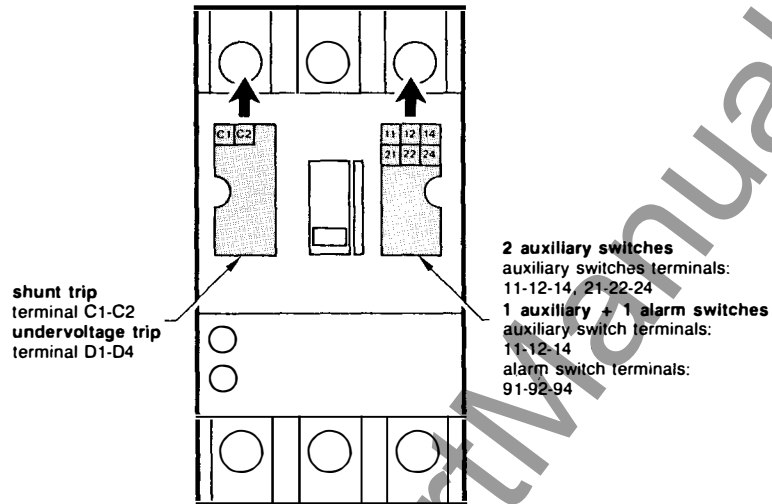 C1 C2
11 12 14
21 22 24
shunt trip
terminal C1-C2
undervoltage trip
terminal D1-D4
2 auxiliary switches
auxiliary switches terminals:
11-12-14, 21-22-24
1 auxiliary + 1 alarm switches
auxiliary switch terminals:
11-12-14
alarm switch terminals:
91-92-94